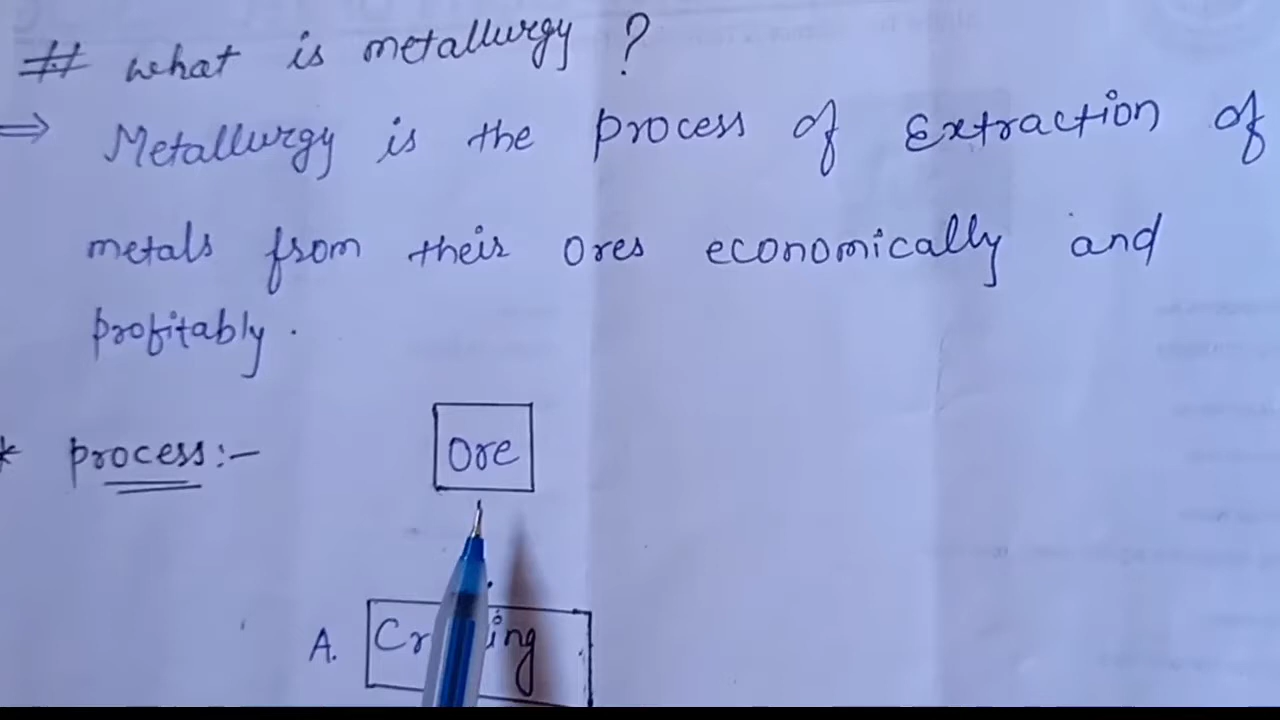 # what is metallurgy ?
⇒ Metallurgy is the process of Extraction of
metals from their ores economically and
profitably.
* process:-
Ore
A.